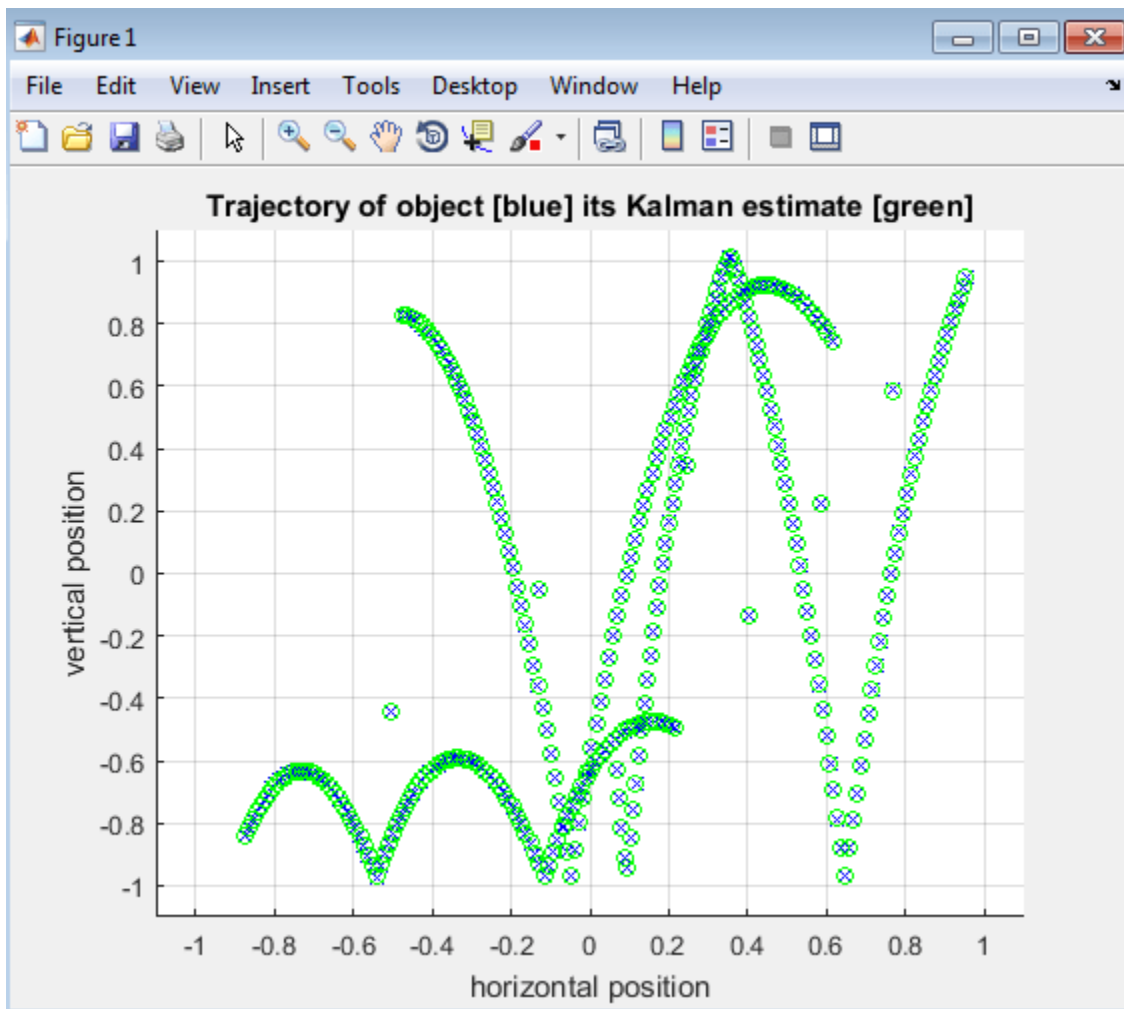 Figure 1
File Edit View Insert Tools Desktop Window Help
Trajectory of object [blue] its Kalman estimate [green]
1
0.8
0.6
0.4
0.2
0
-0.2
-0.4
-0.6
-0.8
-1
vertical position
-1 -0.8 -0.6 -0.4 -0.2 0 0.2 0.4 0.6 0.8 1
horizontal position